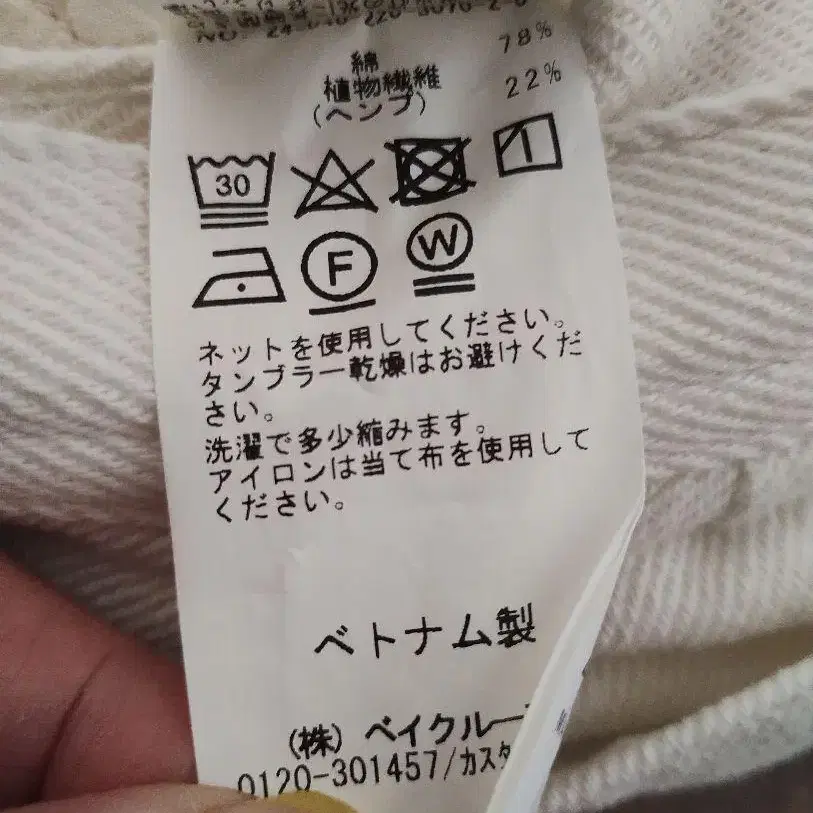 綿 78%
植物繊維 22%
(ヘンプ)
30
F
W
ネットを使用してください。
タンブラー乾燥はお避けくだ
さい。
洗濯で多少縮みます。
アイロンは当て布を使用して
ください。
ベトナム製
(株) ベイクルー
0120-301457/カスタ